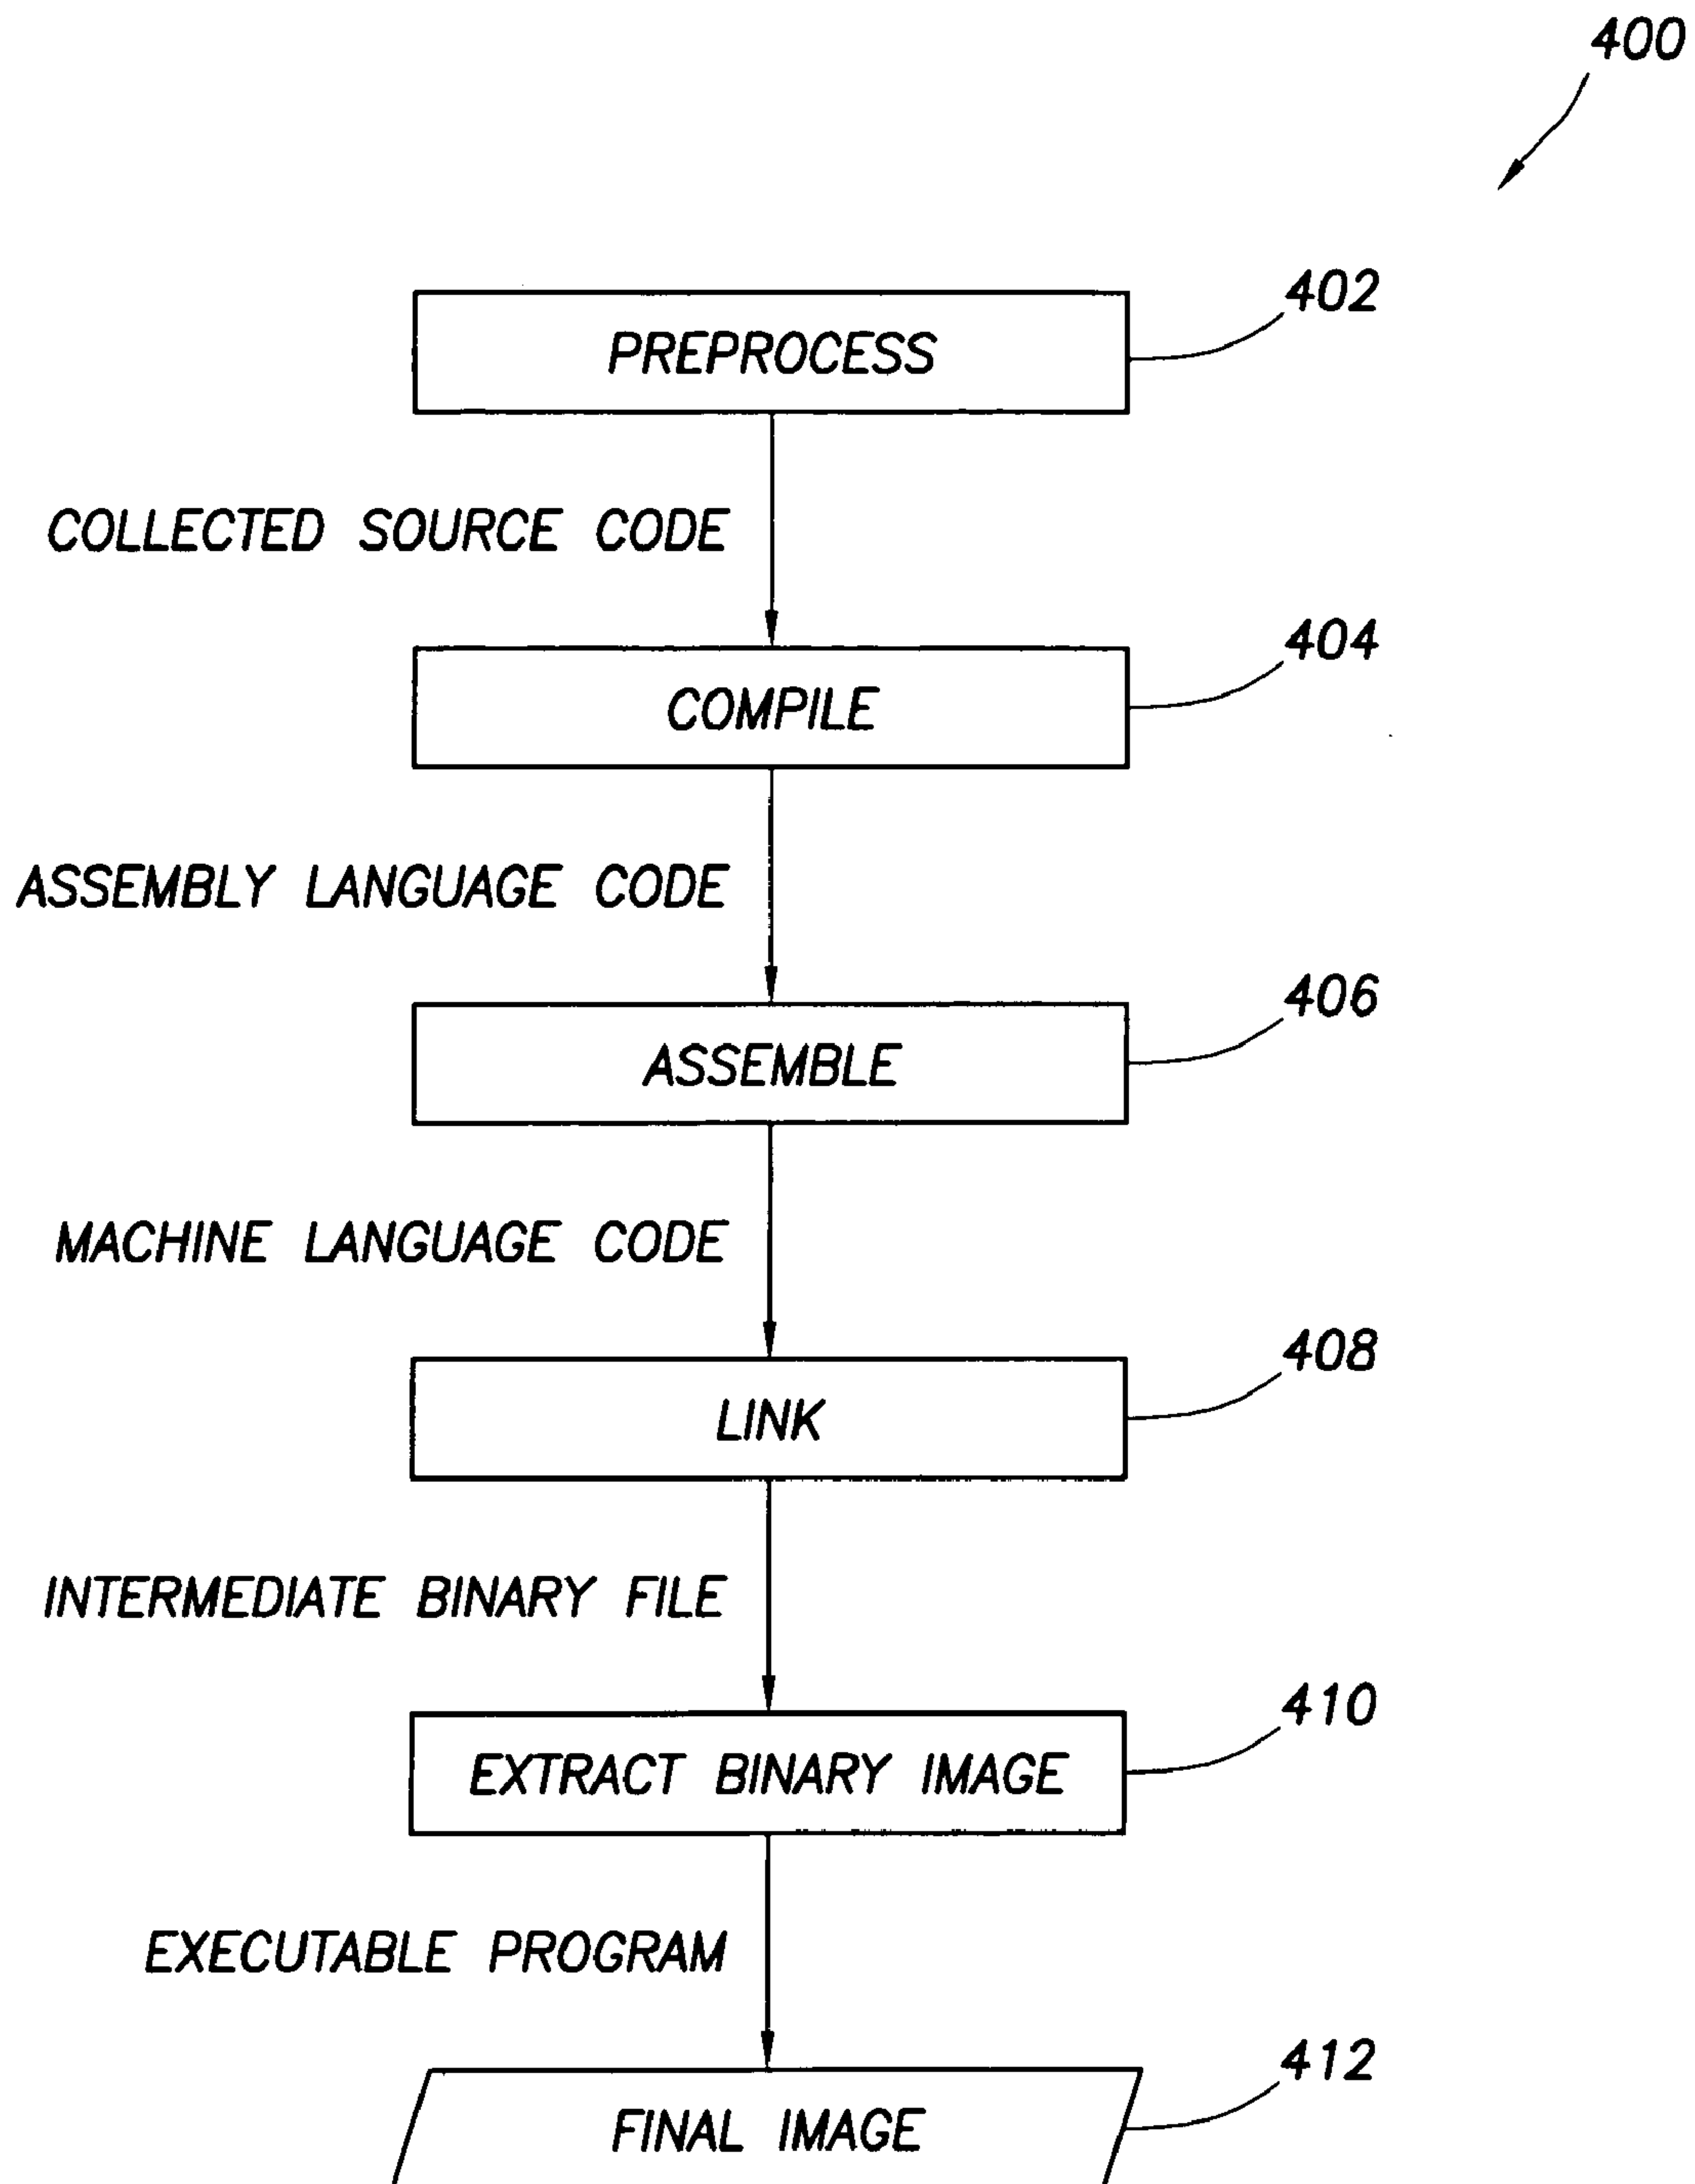 400
PREPROCESS
402
COLLECTED SOURCE CODE
COMPILE
404
ASSEMBLY LANGUAGE CODE
ASSEMBLE
406
MACHINE LANGUAGE CODE
LINK
408
INTERMEDIATE BINARY FILE
EXTRACT BINARY IMAGE
410
EXECUTABLE PROGRAM
FINAL IMAGE
412